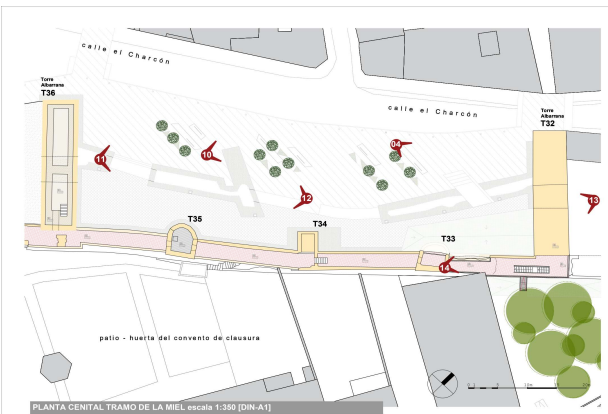 calle el Charcón
calle el Charcón
Torre
Albarrana
T36
Torre
Albarrana
T32
11
10
04
12
13
T35
T34
T33
14
patio - huerta del convento de clausura
PLANTA CENITAL TRAMO DE LA MIEL escala 1:350 [DIN-A1]